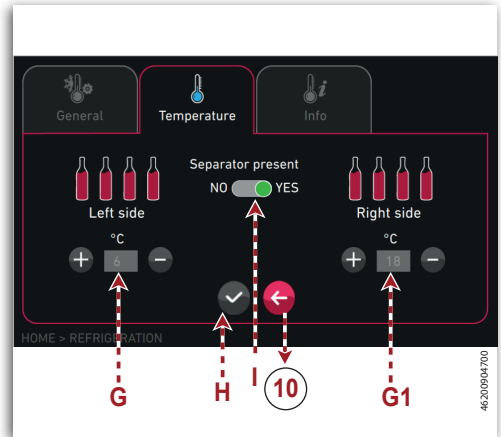 General Temperature Info
Separator present
NO YES
Left side Right side
°C °C
+ 6 − + 18 −
HOME > REFRIGERATION
G H I 10 G1
46200904700